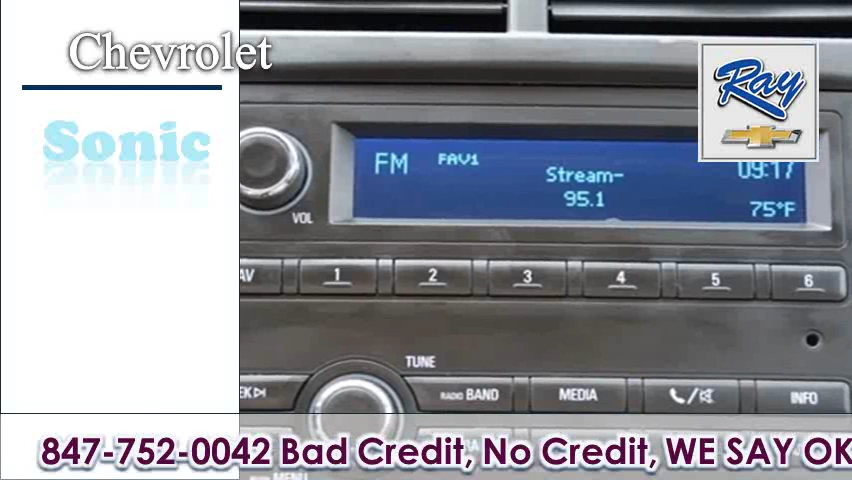 Chevrolet
Sonic
Ray
FM FAV1 Stream- 09:17
95.1
75°F
VOL
1 2 3 4 5 6
TUNE
RADIO BAND MEDIA INFO
847-752-0042 Bad Credit, No Credit, WE SAY OK